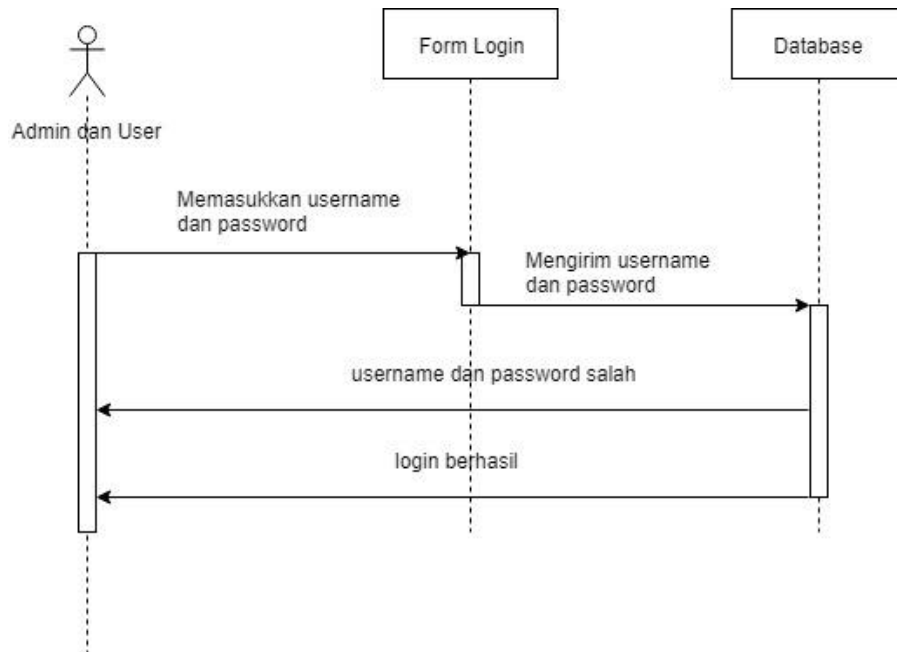 Form Login
Database
Admin dan User
Memasukkan username
dan password
Mengirim username
dan password
username dan password salah
login berhasil